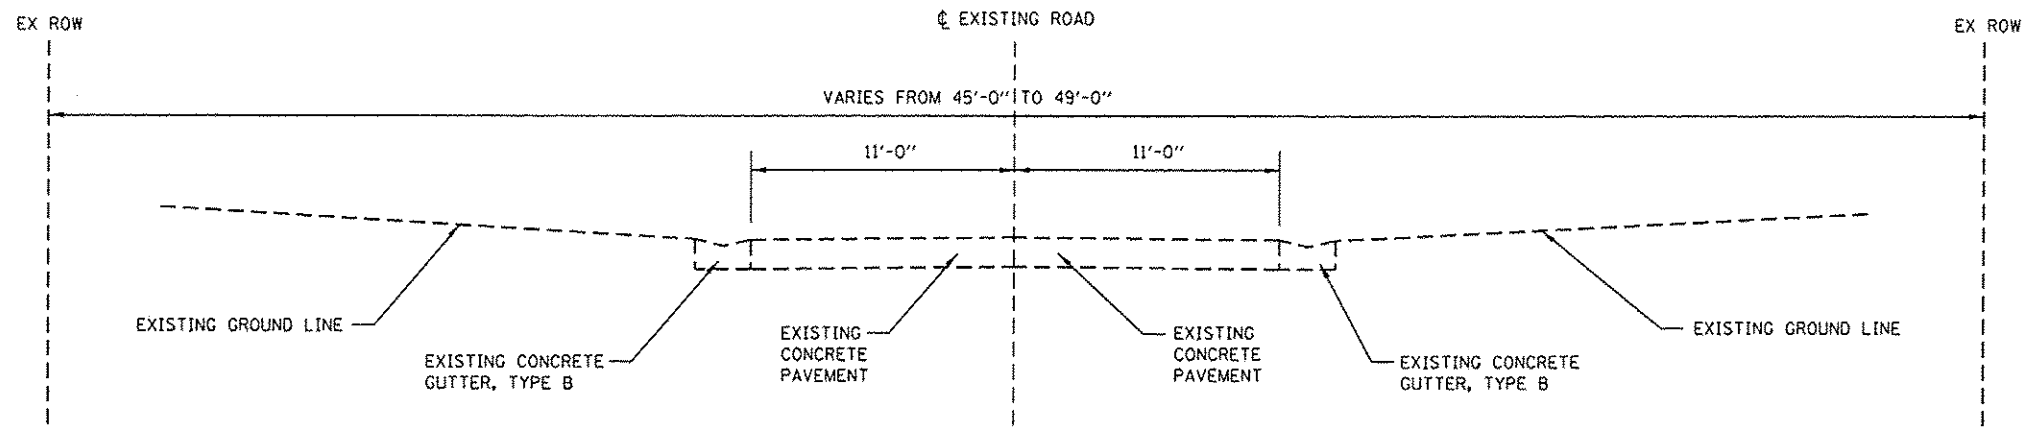 EX ROW
℄ EXISTING ROAD
EX ROW
VARIES FROM 45'-0" TO 49'-0"
11'-0"
11'-0"
EXISTING GROUND LINE
EXISTING CONCRETE
GUTTER, TYPE B
EXISTING
CONCRETE
PAVEMENT
EXISTING
CONCRETE
PAVEMENT
EXISTING CONCRETE
GUTTER, TYPE B
EXISTING GROUND LINE